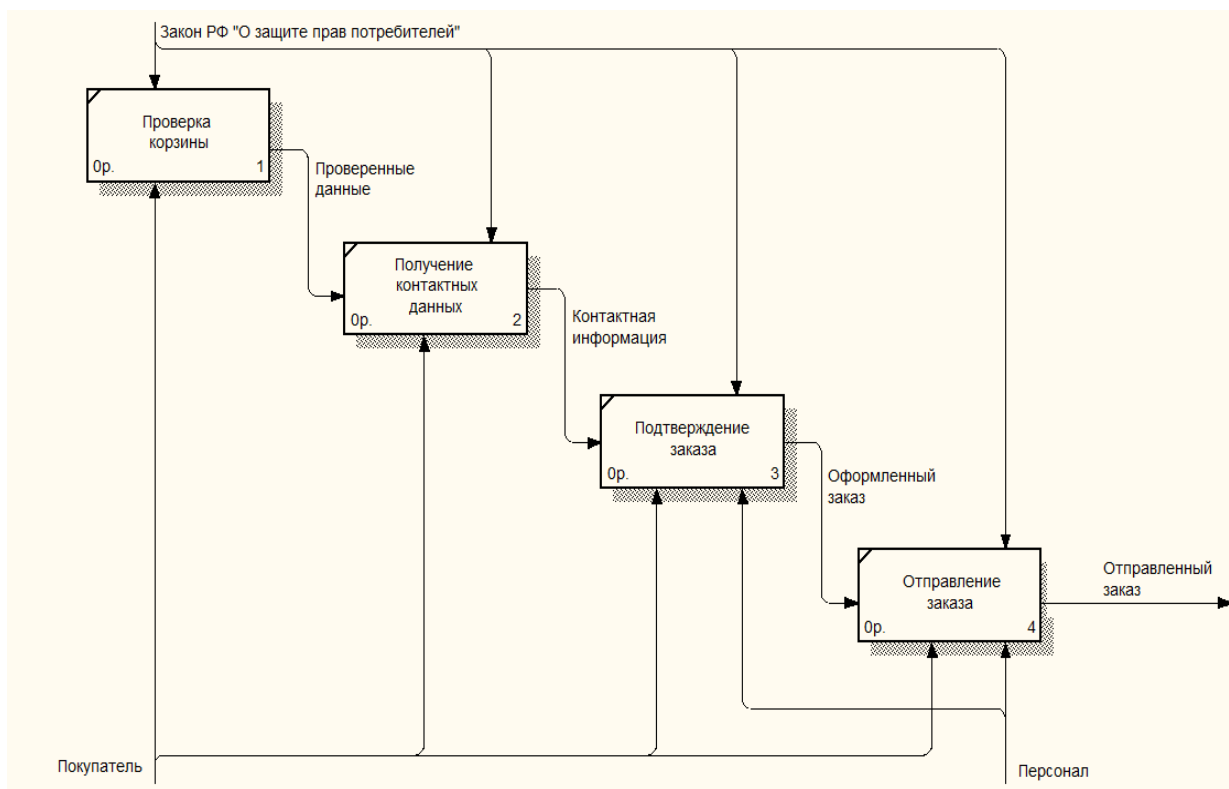 Закон РФ "О защите прав потребителей"
Проверка
корзины
0р.
1
Проверенные
данные
Получение
контактных
данных
0р.
2
Контактная
информация
Подтверждение
заказа
0р.
3
Оформленный
заказ
Отправление
заказа
0р.
4
Отправленный
заказ
Покупатель
Персонал